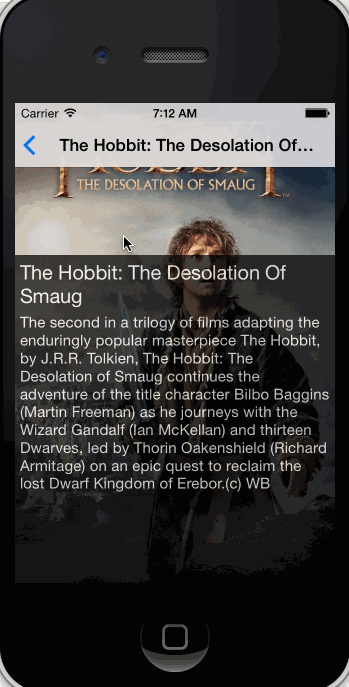 Carrier 7:12 AM
The Hobbit: The Desolation Of...
THE DESOLATION OF SMAUG
The Hobbit: The Desolation Of
Smaug
The second in a trilogy of films adapting the
enduringly popular masterpiece The Hobbit,
by J.R.R. Tolkien, The Hobbit: The
Desolation of Smaug continues the
adventure of the title character Bilbo Baggins
(Martin Freeman) as he journeys with the
Wizard Gandalf (Ian McKellan) and thirteen
Dwarves, led by Thorin Oakenshield (Richard
Armitage) on an epic quest to reclaim the
lost Dwarf Kingdom of Erebor.(c) WB